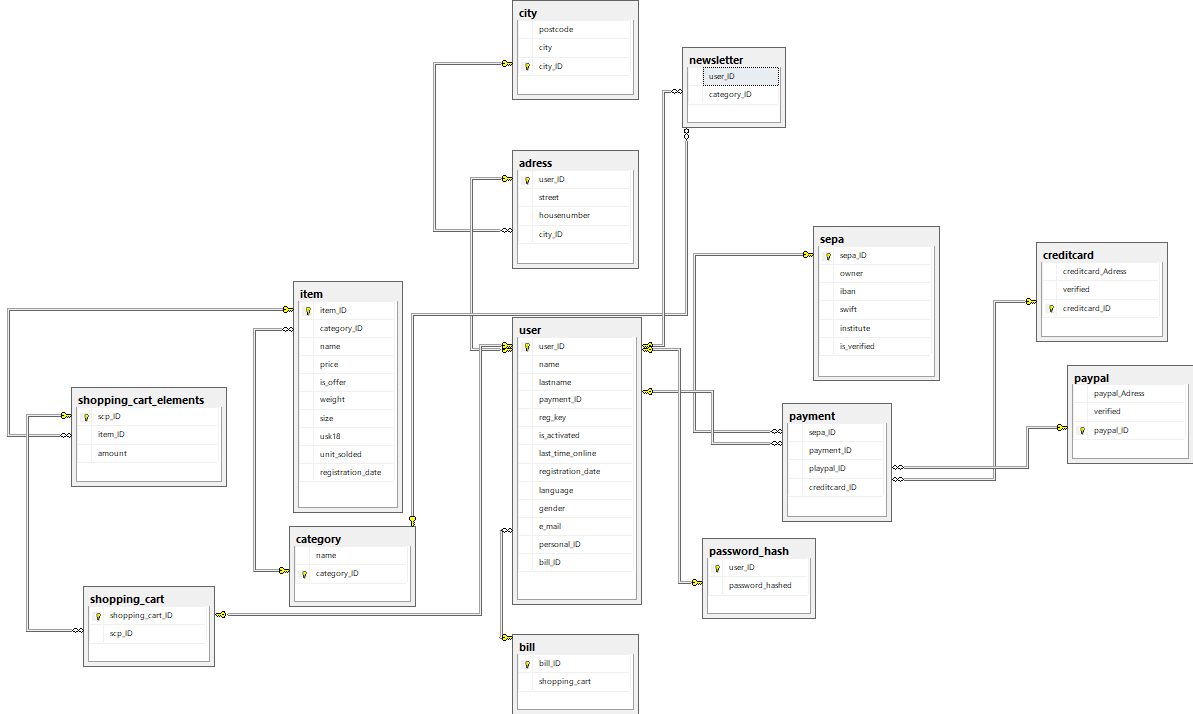 city
postcode
city
city_ID
newsletter
user_ID
category_ID
adress
user_ID
street
housenumber
city_ID
sepa
sepa_ID
owner
iban
swift
institute
is_verified
creditcard
creditcard_Adress
verified
creditcard_ID
item
item_ID
category_ID
name
price
is_offer
weight
size
usk18
unit_solded
registration_date
user
user_ID
name
lastname
payment_ID
reg_key
is_activated
last_time_online
registration_date
language
gender
e_mail
personal_ID
bill_ID
paypal
paypal_Adress
verified
paypal_ID
shopping_cart_elements
scp_ID
item_ID
amount
payment
sepa_ID
payment_ID
playpal_ID
creditcard_ID
category
name
category_ID
password_hash
user_ID
password_hashed
shopping_cart
shopping_cart_ID
scp_ID
bill
bill_ID
shopping_cart